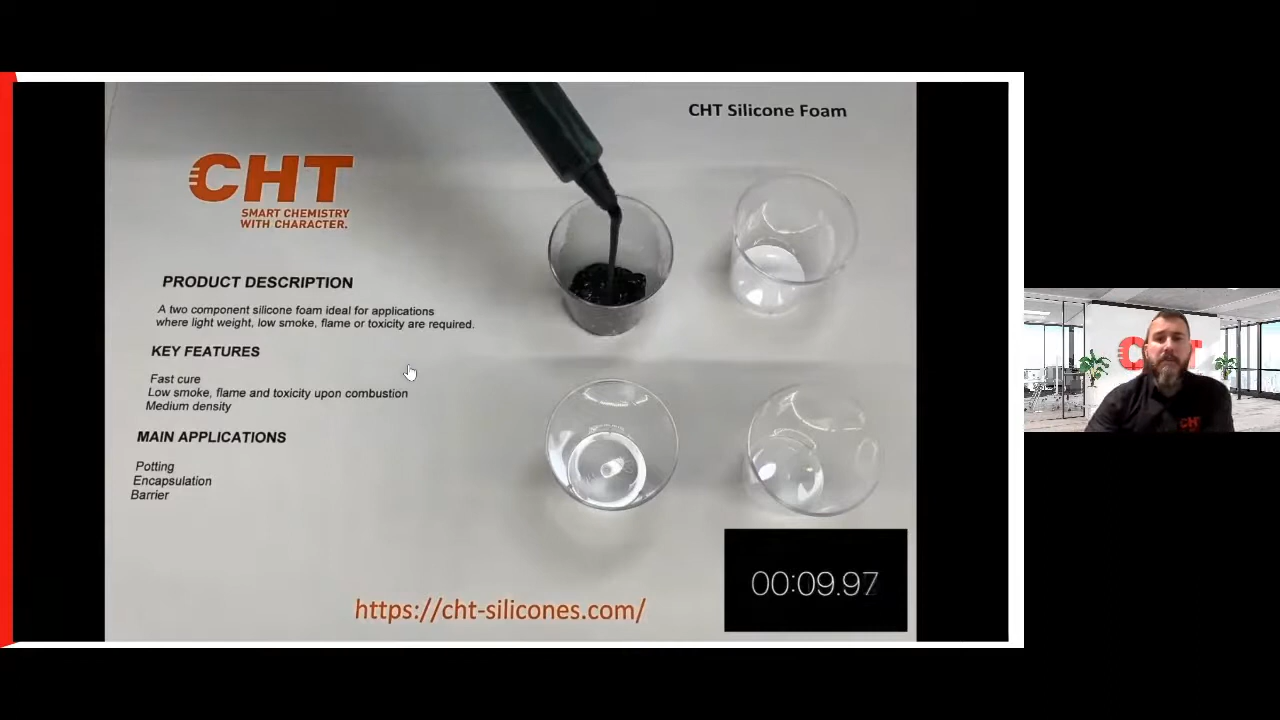 CHT Silicone Foam
CHT
SMART CHEMISTRY
WITH CHARACTER.
PRODUCT DESCRIPTION
A two component silicone foam ideal for applications
where light weight, low smoke, flame or toxicity are required.
KEY FEATURES
Fast cure
Low smoke, flame and toxicity upon combustion
Medium density
MAIN APPLICATIONS
Potting
Encapsulation
Barrier
https://cht-silicones.com/
00:09.97
CHT